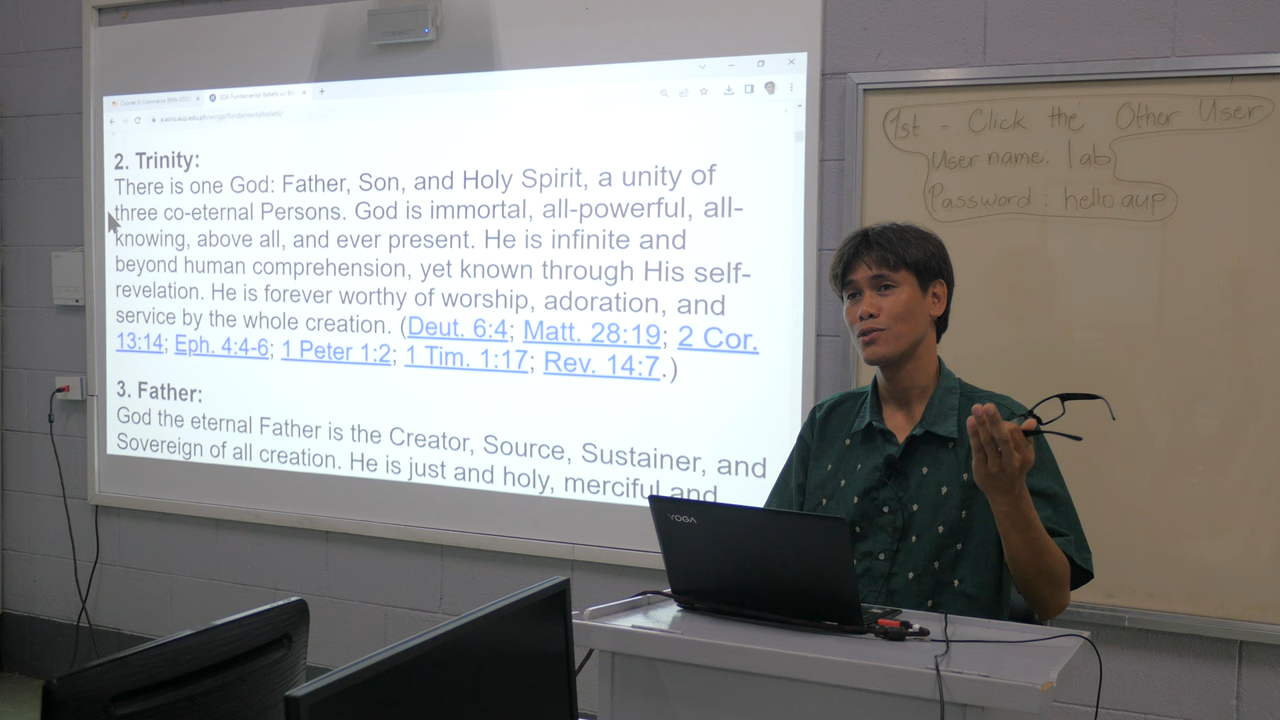 2. Trinity:
There is one God: Father, Son, and Holy Spirit, a unity of
three co-eternal Persons. God is immortal, all-powerful, all-
knowing, above all, and ever present. He is infinite and
beyond human comprehension, yet known through His self-
revelation. He is forever worthy of worship, adoration, and
service by the whole creation. (Deut. 6:4; Matt. 28:19; 2 Cor.
13:14; Eph. 4:4-6; 1 Peter 1:2; 1 Tim. 1:17; Rev. 14:7.)
3. Father:
God the eternal Father is the Creator, Source, Sustainer, and
Sovereign of all creation. He is just and holy, merciful and
1st - Click the Other User
User name: lab
Password : hello aup
YOGA